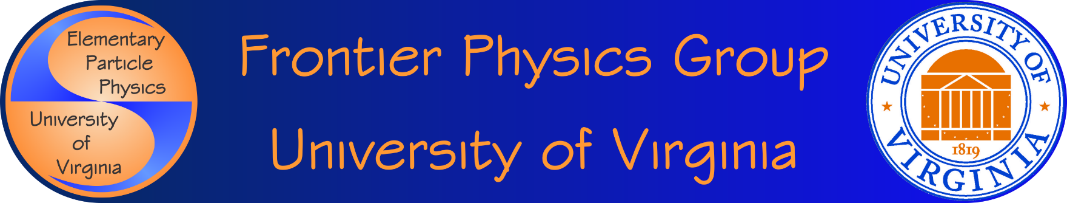 Elementary
Particle
Physics
University
of
Virginia
Frontier Physics Group
University of Virginia
UNIVERSITY OF
VIRGINIA
1819